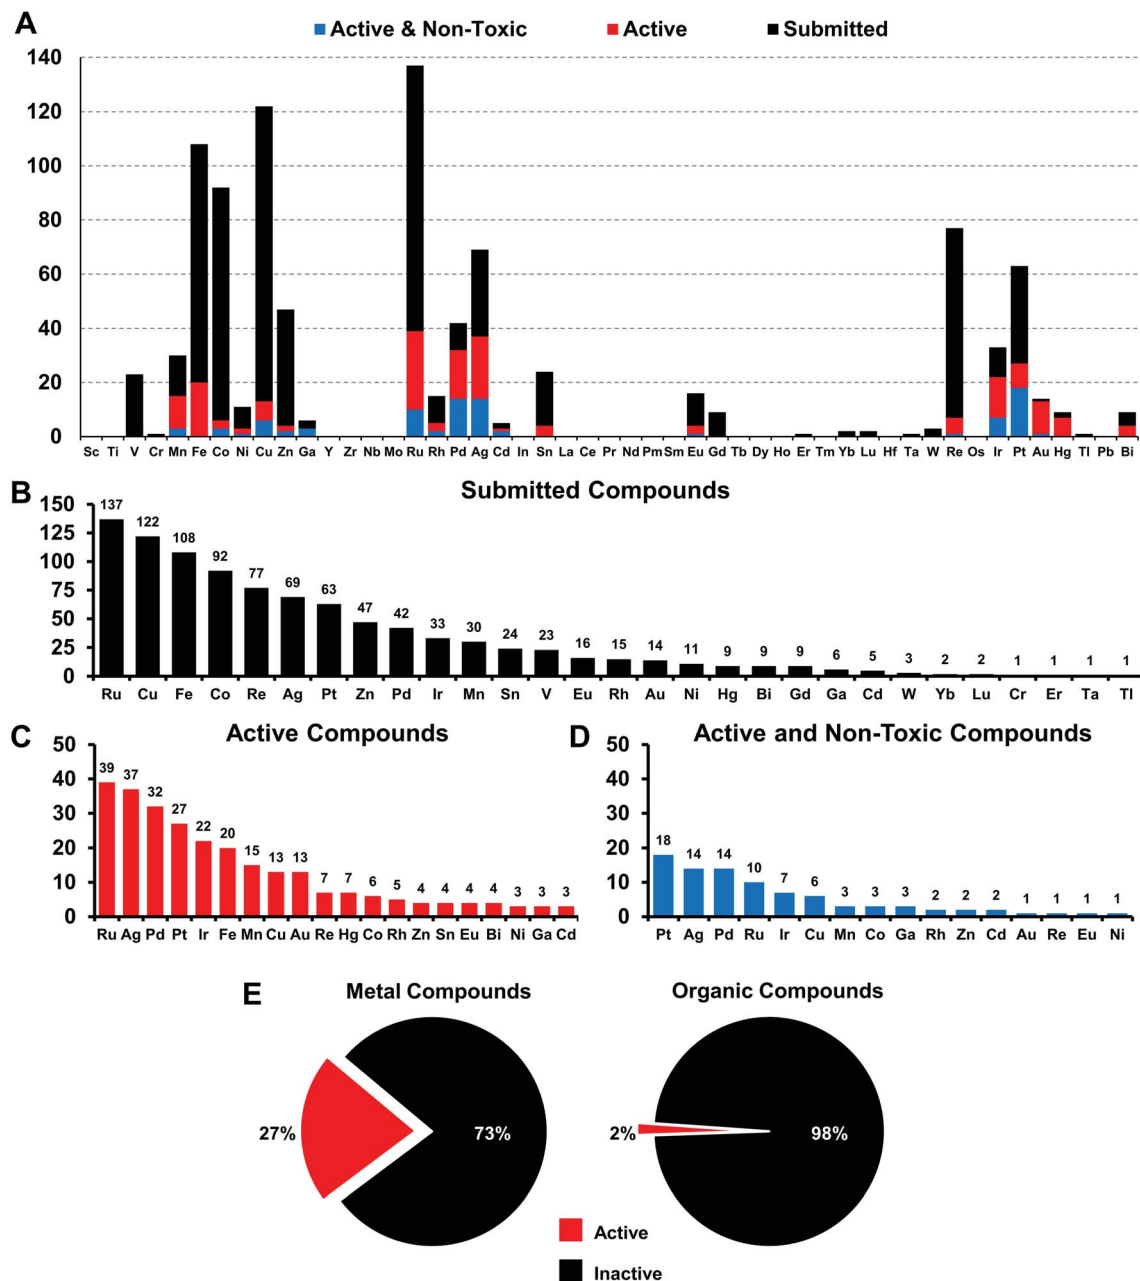 A
Active & Non-Toxic Active Submitted
140
120
100
80
60
40
20
0
Sc Ti V Cr Mn Fe Co Ni Cu Zn Ga Y Zr Nb Mo Ru Rh Pd Ag Cd In Sn La Ce Pr Nd Pm Sm Eu Gd Tb Dy Ho Er Tm Yb Lu Hf Ta W Re Os Ir Pt Au Hg Tl Pb Bi
B
Submitted Compounds
150
125
100
75
50
25
0
137 122 108 92 77 69 63 47 42 33 30 24 23 16 15 14 11 9 9 9 6 5 3 2 2 1 1 1 1
Ru Cu Fe Co Re Ag Pt Zn Pd Ir Mn Sn V Eu Rh Au Ni Hg Bi Gd Ga Cd W Yb Lu Cr Er Ta Tl
C
Active Compounds
50
40
30
20
10
0
39 37 32 27 22 20 15 13 13 7 7 6 5 4 4 4 4 3 3 3
Ru Ag Pd Pt Ir Fe Mn Cu Au Re Hg Co Rh Zn Sn Eu Bi Ni Ga Cd
D
Active and Non-Toxic Compounds
50
40
30
20
10
0
18 14 14 10 7 6 3 3 3 2 2 2 1 1 1 1
Pt Ag Pd Ru Ir Cu Mn Co Ga Rh Zn Cd Au Re Eu Ni
E
Metal Compounds
27% 73%
Organic Compounds
2% 98%
Active
Inactive